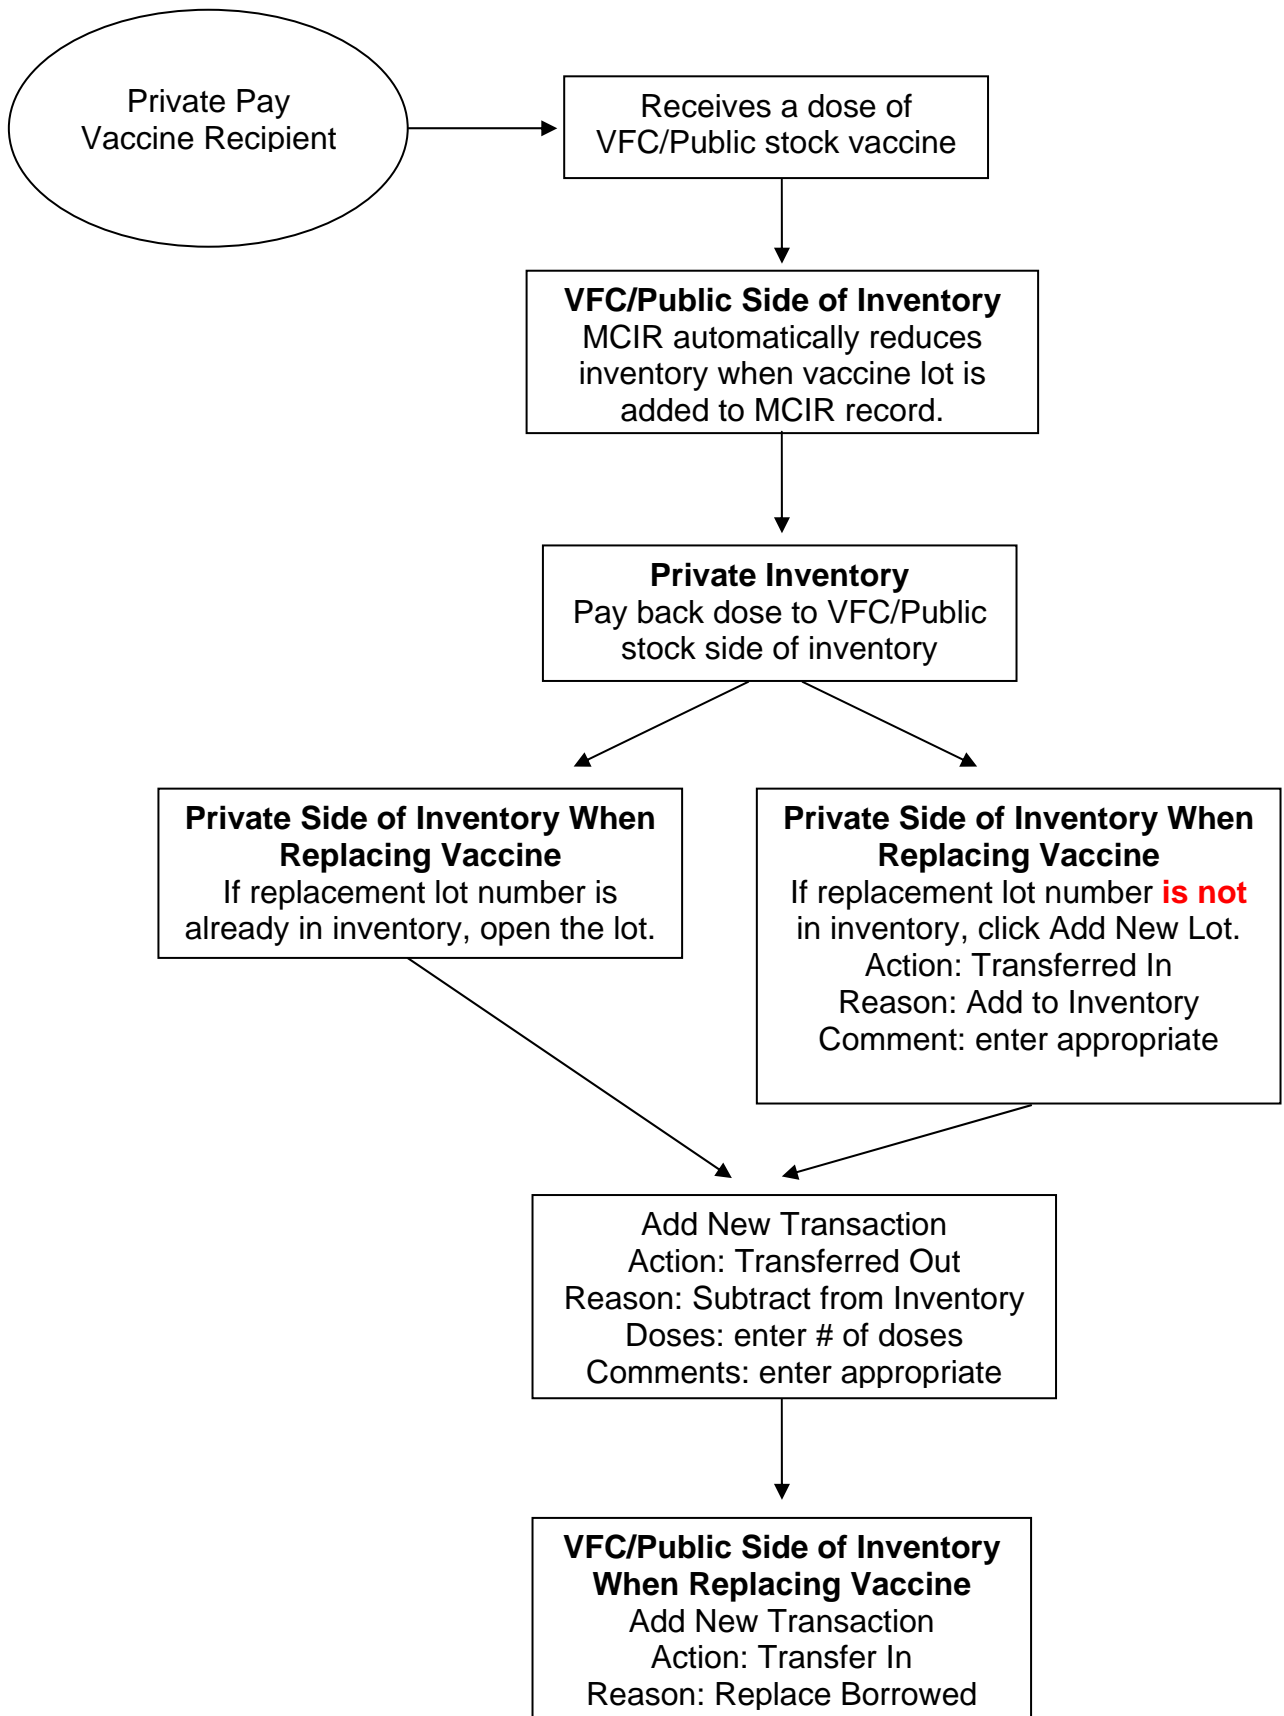 Private Pay
Vaccine Recipient
Receives a dose of
VFC/Public stock vaccine
VFC/Public Side of Inventory
MCIR automatically reduces
inventory when vaccine lot is
added to MCIR record.
Private Inventory
Pay back dose to VFC/Public
stock side of inventory
Private Side of Inventory When
Replacing Vaccine
If replacement lot number is
already in inventory, open the lot.
Private Side of Inventory When
Replacing Vaccine
If replacement lot number is not
in inventory, click Add New Lot.
Action: Transferred In
Reason: Add to Inventory
Comment: enter appropriate
Add New Transaction
Action: Transferred Out
Reason: Subtract from Inventory
Doses: enter # of doses
Comments: enter appropriate
VFC/Public Side of Inventory
When Replacing Vaccine
Add New Transaction
Action: Transfer In
Reason: Replace Borrowed